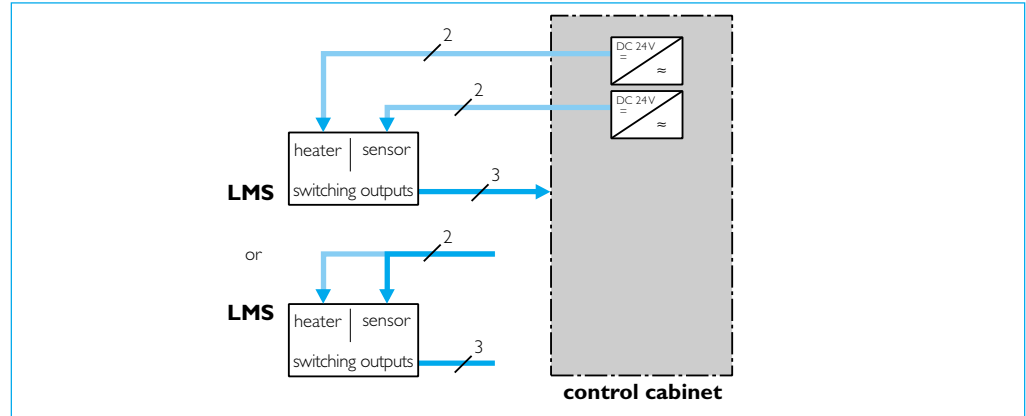 2
DC 24V
=
≈
2
DC 24V
=
≈
heater | sensor
LMS
switching outputs
3
or
2
LMS
heater | sensor
switching outputs
3
control cabinet